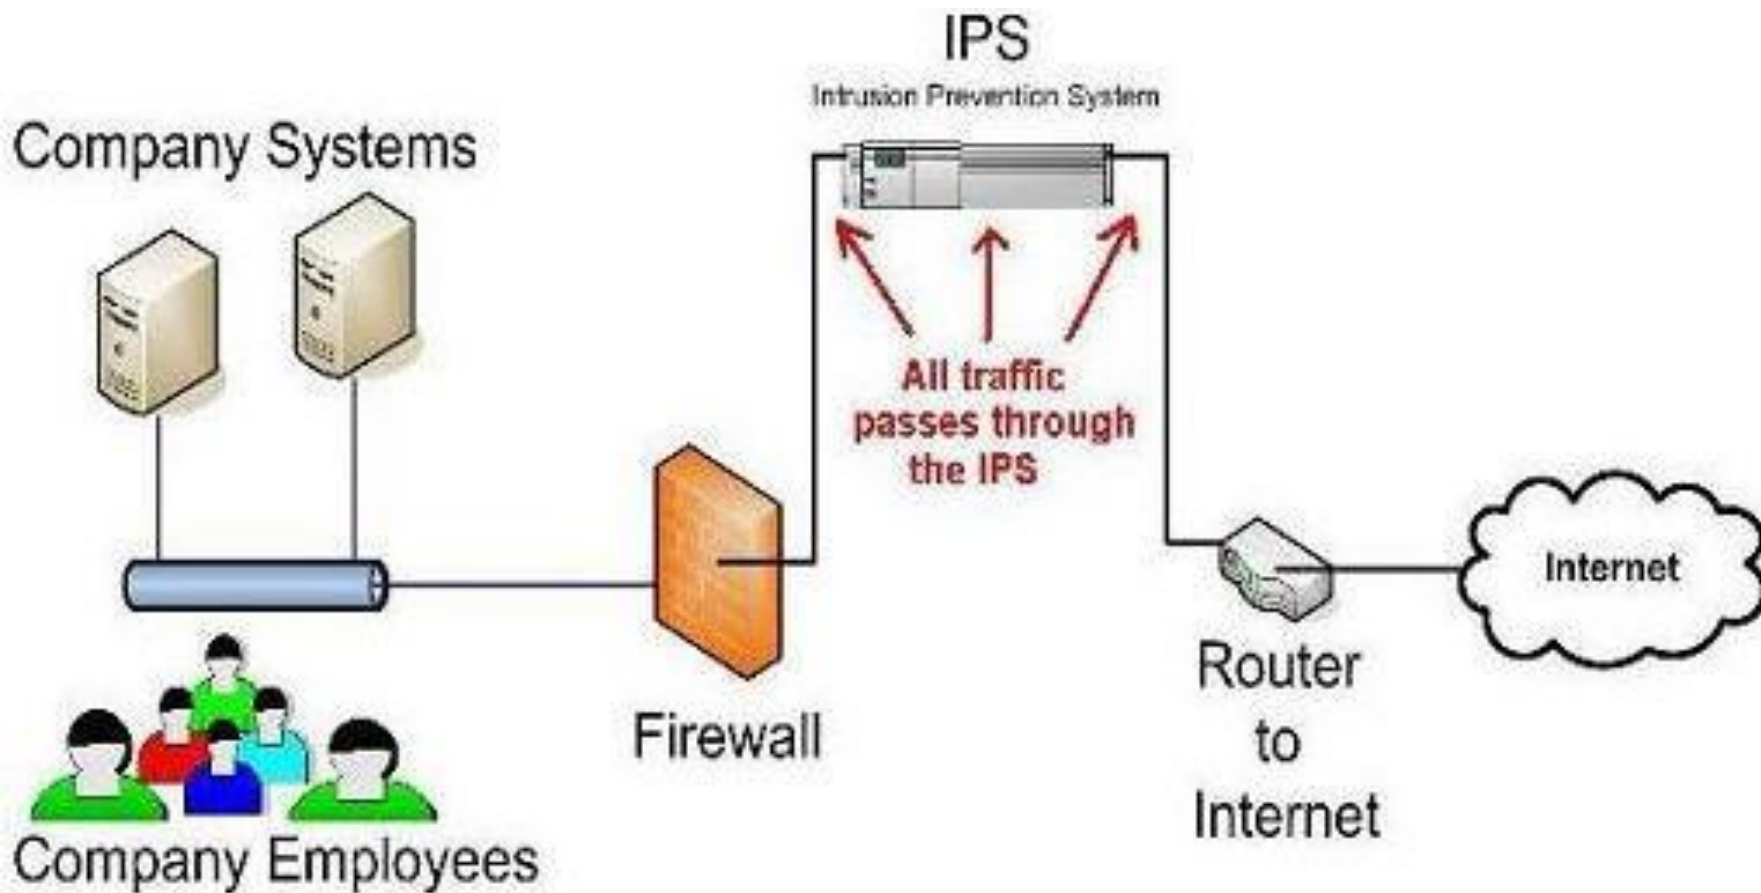 IPS
Intrusion Prevention System
Company Systems
All traffic
passes through
the IPS
Internet
Firewall
Router
to
Internet
Company Employees